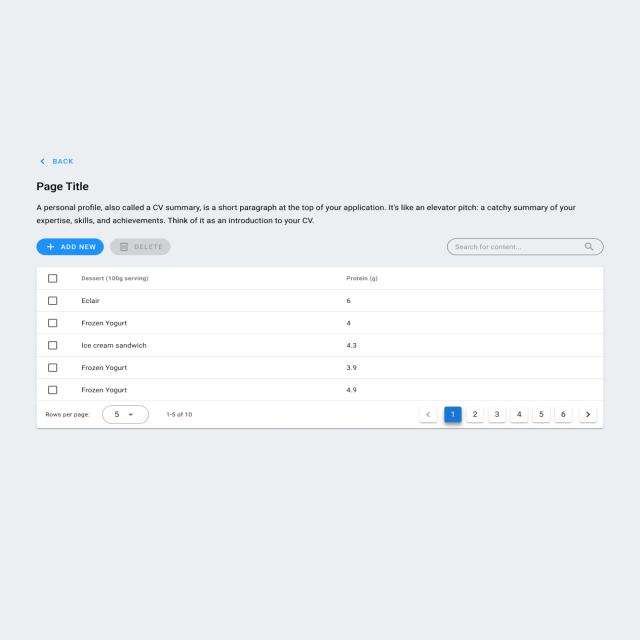 BACK
Page Title
A personal profile, also called a CV summary, is a short paragraph at the top of your application. It's like an elevator pitch: a catchy summary of your
expertise, skills, and achievements. Think of it as an introduction to your CV.
ADD NEW DELETE Search for content...
Dessert (100g serving) Protein (g)
Eclair 6
Frozen Yogurt 4
Ice cream sandwich 4.3
Frozen Yogurt 3.9
Frozen Yogurt 4.9
Rows per page: 5 1-5 of 10 1 2 3 4 5 6